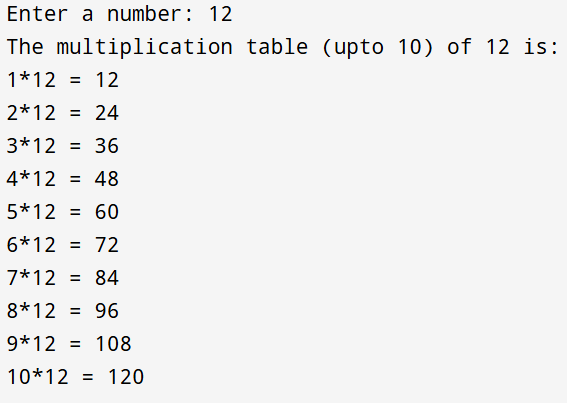 Enter a number: 12
The multiplication table (upto 10) of 12 is:
1*12 = 12
2*12 = 24
3*12 = 36
4*12 = 48
5*12 = 60
6*12 = 72
7*12 = 84
8*12 = 96
9*12 = 108
10*12 = 120